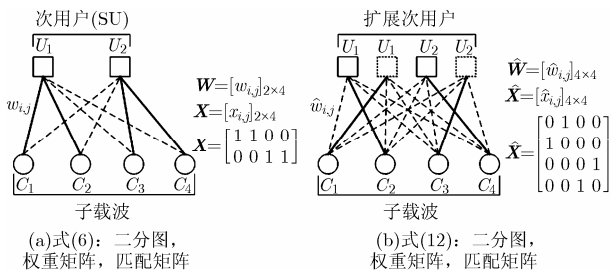 次用户(SU)
U₁ U₂
wᵢ,ⱼ
W=[wᵢ,ⱼ]₂×₄
X=[xᵢ,ⱼ]₂×₄
X=[1 1 0 0
0 0 1 1]
C₁ C₂ C₃ C₄
子载波
(a)式(6)：二分图，
权重矩阵，匹配矩阵
扩展次用户
U₁ U₁ U₂ U₂
ŵᵢ,ⱼ
Ŵ=[ŵᵢ,ⱼ]₄×₄
X̂=[x̂ᵢ,ⱼ]₄×₄
X̂=[0 1 0 0
1 0 0 0
0 0 0 1
0 0 1 0]
C₁ C₂ C₃ C₄
子载波
(b)式(12)：二分图，
权重矩阵，匹配矩阵